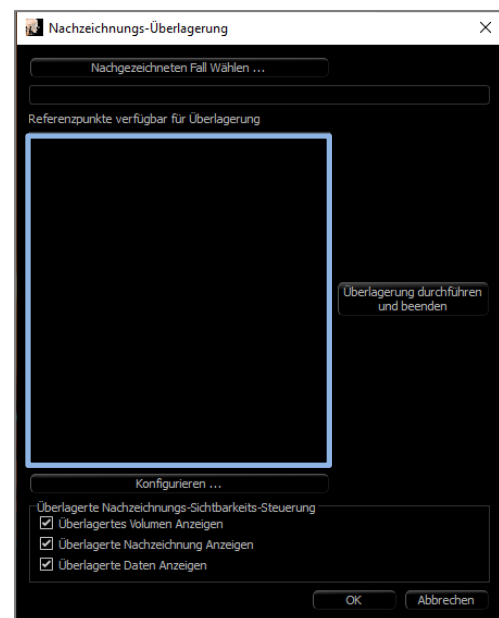 Nachzeichnungs-Überlagerung
Nachgezeichneten Fall Wählen ...
Referenzpunkte verfügbar für Überlagerung
Überlagerung durchführen
und beenden
Konfigurieren ...
Überlagerte Nachzeichnungs-Sichtbarkeits-Steuerung
Überlagertes Volumen Anzeigen
Überlagerte Nachzeichnung Anzeigen
Überlagerte Daten Anzeigen
OK Abbrechen